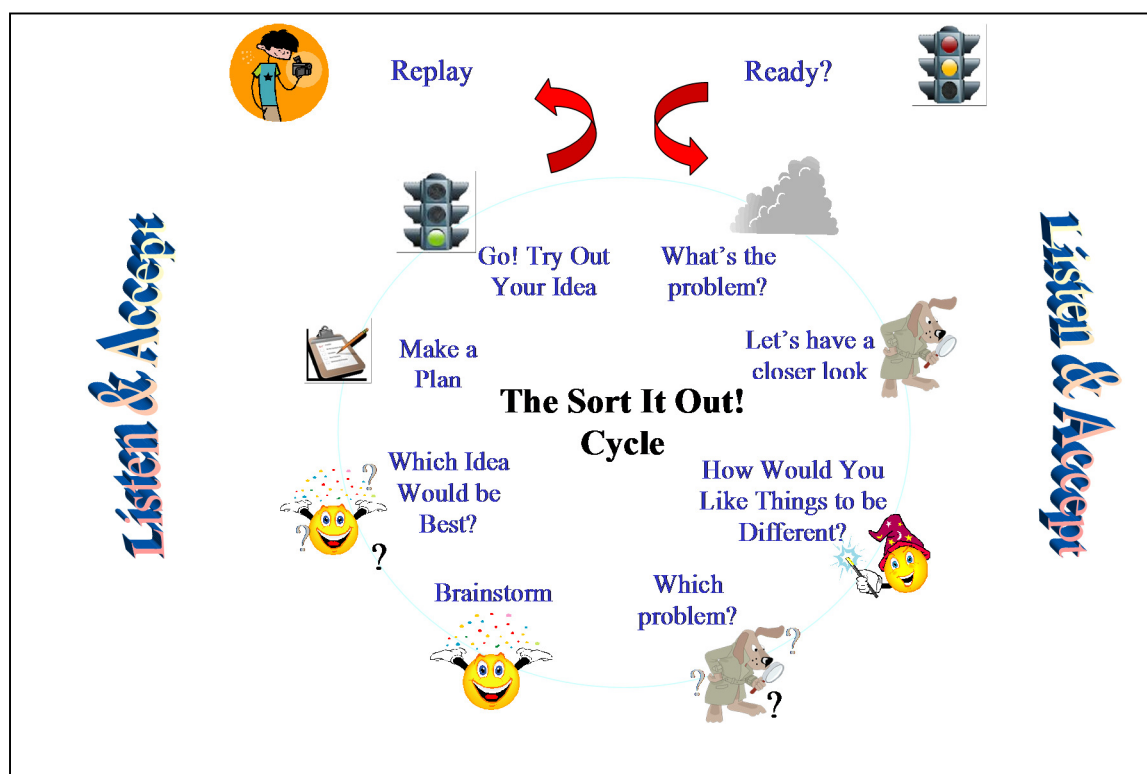 Replay
Ready?
Listen & Accept
Listen & Accept
Go! Try Out
Your Idea
What's the
problem?
Make a
Plan
Let's have a
closer look
The Sort It Out!
Cycle
Which Idea
Would be
Best?
How Would You
Like Things to be
Different?
Brainstorm
Which
problem?
?
?
?
?
?
?